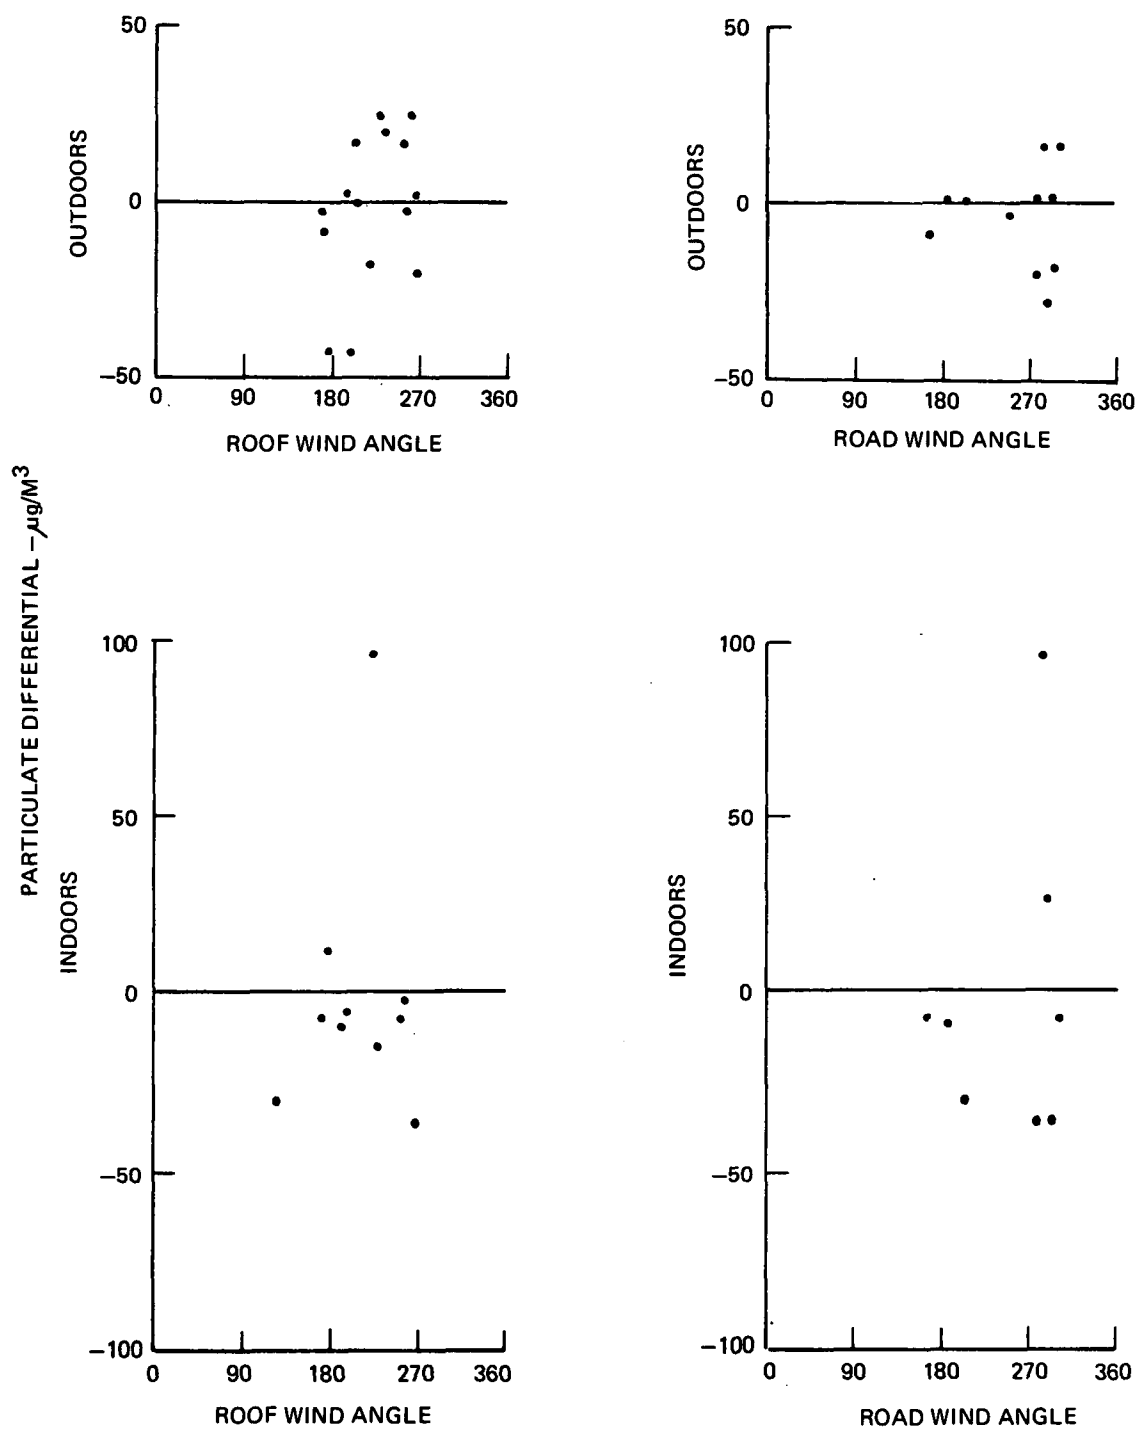 PARTICULATE DIFFERENTIAL –μg/M³
OUTDOORS
50
0
–50
0 90 180 270 360
ROOF WIND ANGLE
OUTDOORS
50
0
–50
0 90 180 270 360
ROAD WIND ANGLE
INDOORS
100
50
0
–50
–100
0 90 180 270 360
ROOF WIND ANGLE
INDOORS
100
50
0
–50
–100
0 90 180 270 360
ROAD WIND ANGLE